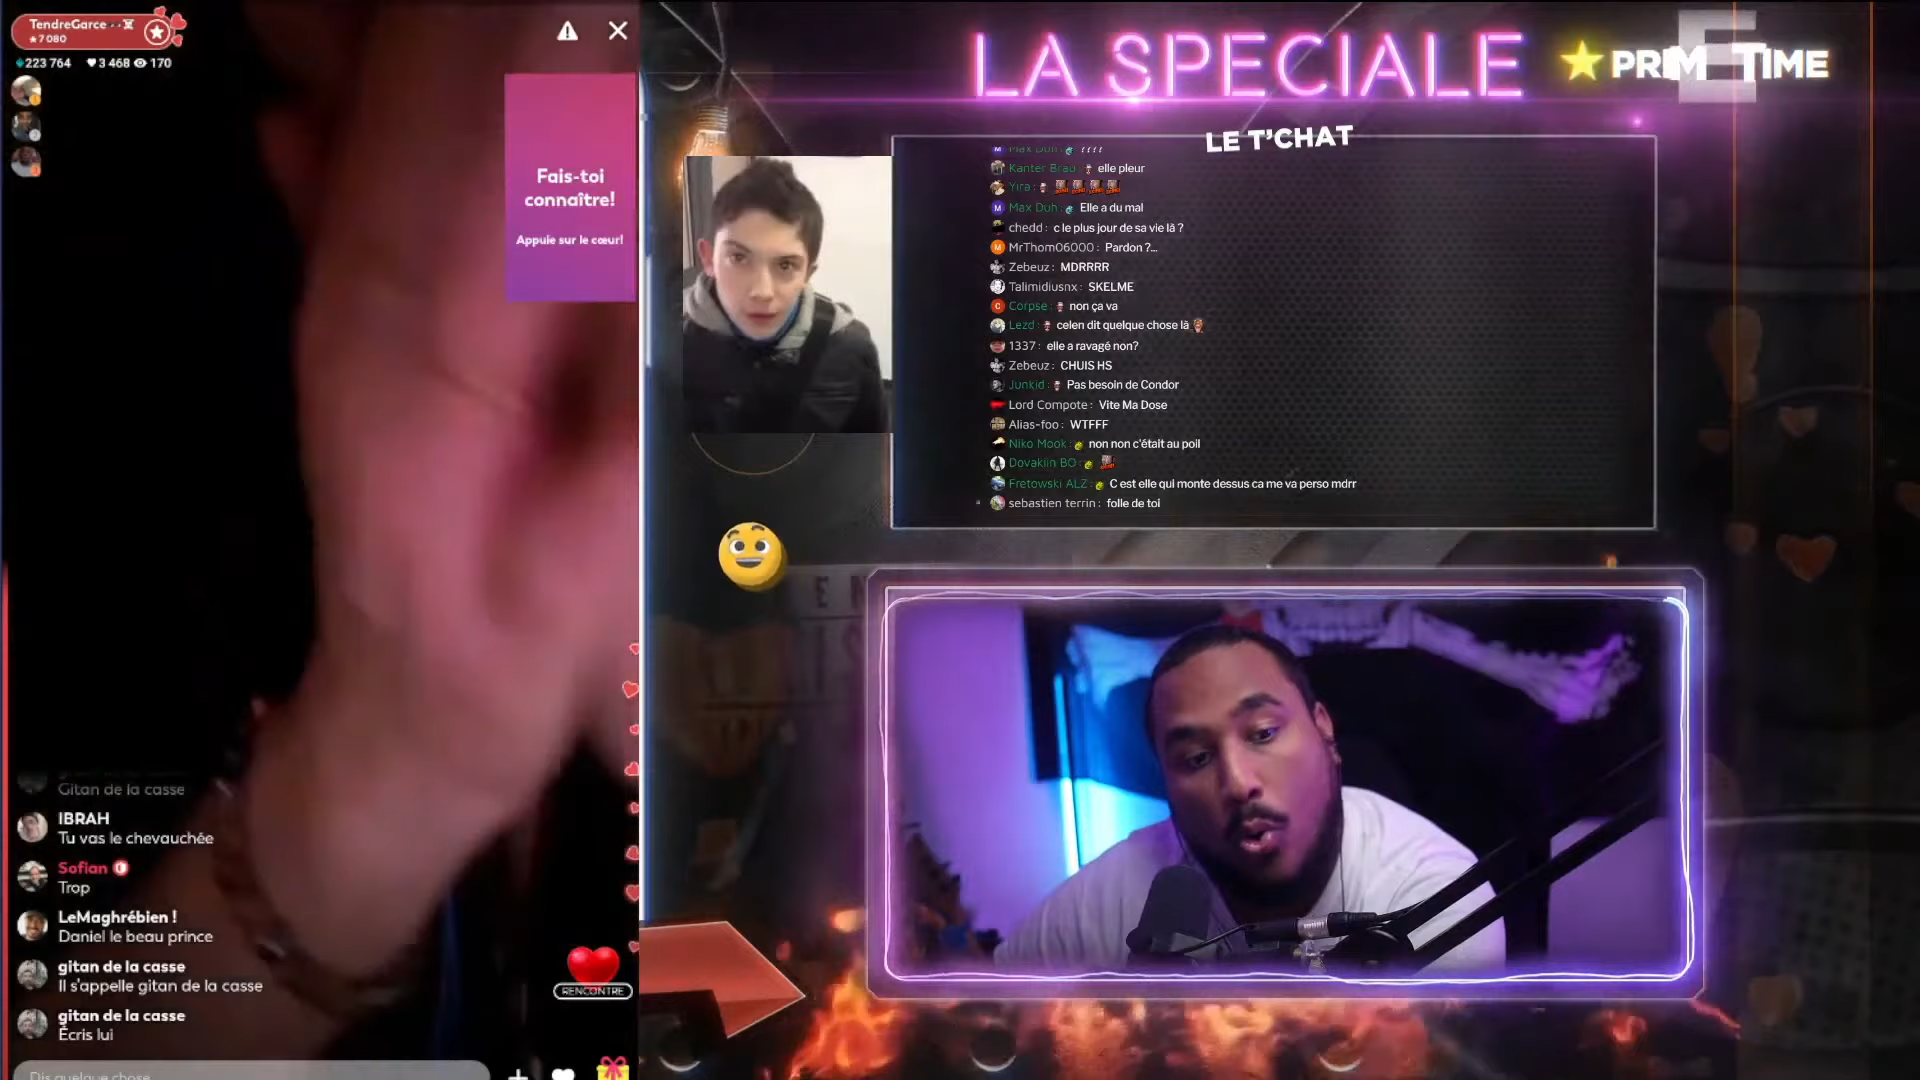 TendreGarce
★7 080
223 764 3 468 170
Fais-toi
connaître!
Appuie sur le cœur!
Gitan de la casse
IBRAH
Tu vas le chevauchée
Sofian
Trop
LeMaghrébien !
Daniel le beau prince
gitan de la casse
Il s'appelle gitan de la casse
gitan de la casse
Écris lui
RENCONTRE
Dis quelque chose
LA SPECIALE
PRIME TIME
LE T'CHAT
Max Duh : ????
Kanter Brau : elle pleur
Yira :
Max Duh : Elle a du mal
chedd : c le plus jour de sa vie là ?
MrThom06000 : Pardon ?...
Zebeuz : MDRRRR
Talimidiusnx : SKELME
Corpse : non ça va
Lezd : celen dit quelque chose là
1337 : elle a ravagé non?
Zebeuz : CHUIS HS
Junkid : Pas besoin de Condor
Lord Compote : Vite Ma Dose
Alias-foo : WTFFF
Niko Mook : non non c'était au poil
Dovakiin BO :
Fretowski ALZ : C est elle qui monte dessus ca me va perso mdrr
sebastien terrin : folle de toi